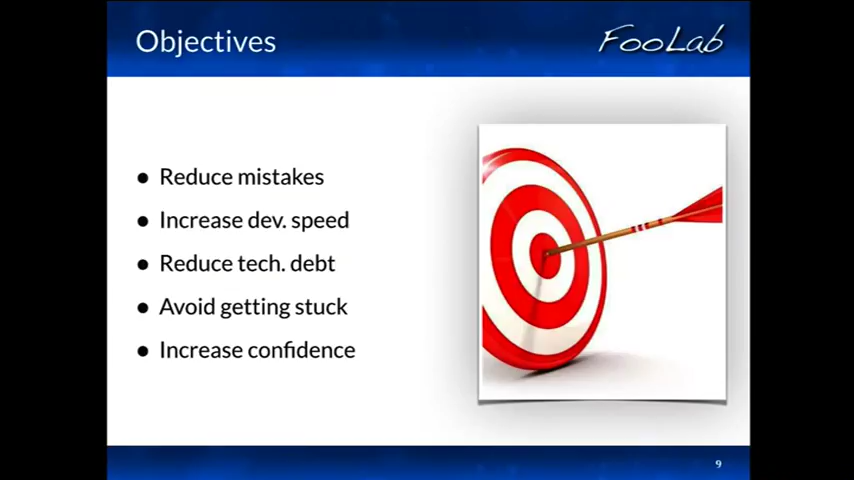 Objectives
FooLab
● Reduce mistakes
● Increase dev. speed
● Reduce tech. debt
● Avoid getting stuck
● Increase confidence
9